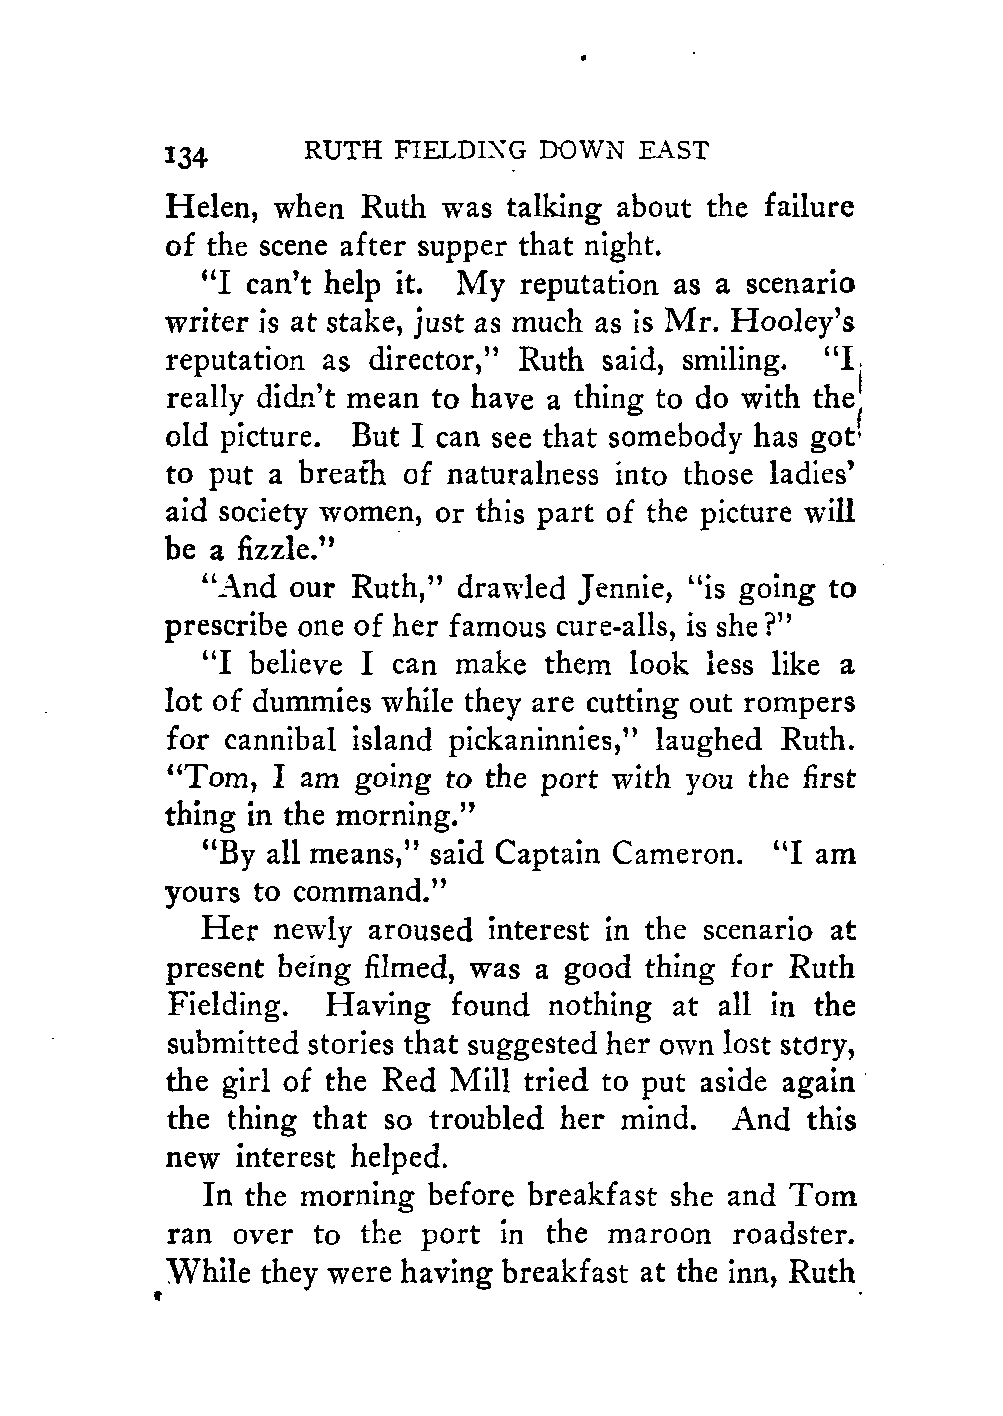 134 RUTH FIELDING DOWN EAST
Helen, when Ruth was talking about the failure
of the scene after supper that night.
“I can’t help it. My reputation as a scenario
writer is at stake, just as much as is Mr. Hooley’s
reputation as director,” Ruth said, smiling. “I
really didn’t mean to have a thing to do with the
old picture. But I can see that somebody has got
to put a breath of naturalness into those ladies’
aid society women, or this part of the picture will
be a fizzle.”
“And our Ruth,” drawled Jennie, “is going to
prescribe one of her famous cure-alls, is she?”
“I believe I can make them look less like a
lot of dummies while they are cutting out rompers
for cannibal island pickaninnies,” laughed Ruth.
“Tom, I am going to the port with you the first
thing in the morning.”
“By all means,” said Captain Cameron. “I am
yours to command.”
Her newly aroused interest in the scenario at
present being filmed, was a good thing for Ruth
Fielding. Having found nothing at all in the
submitted stories that suggested her own lost story,
the girl of the Red Mill tried to put aside again
the thing that so troubled her mind. And this
new interest helped.
In the morning before breakfast she and Tom
ran over to the port in the maroon roadster.
While they were having breakfast at the inn, Ruth